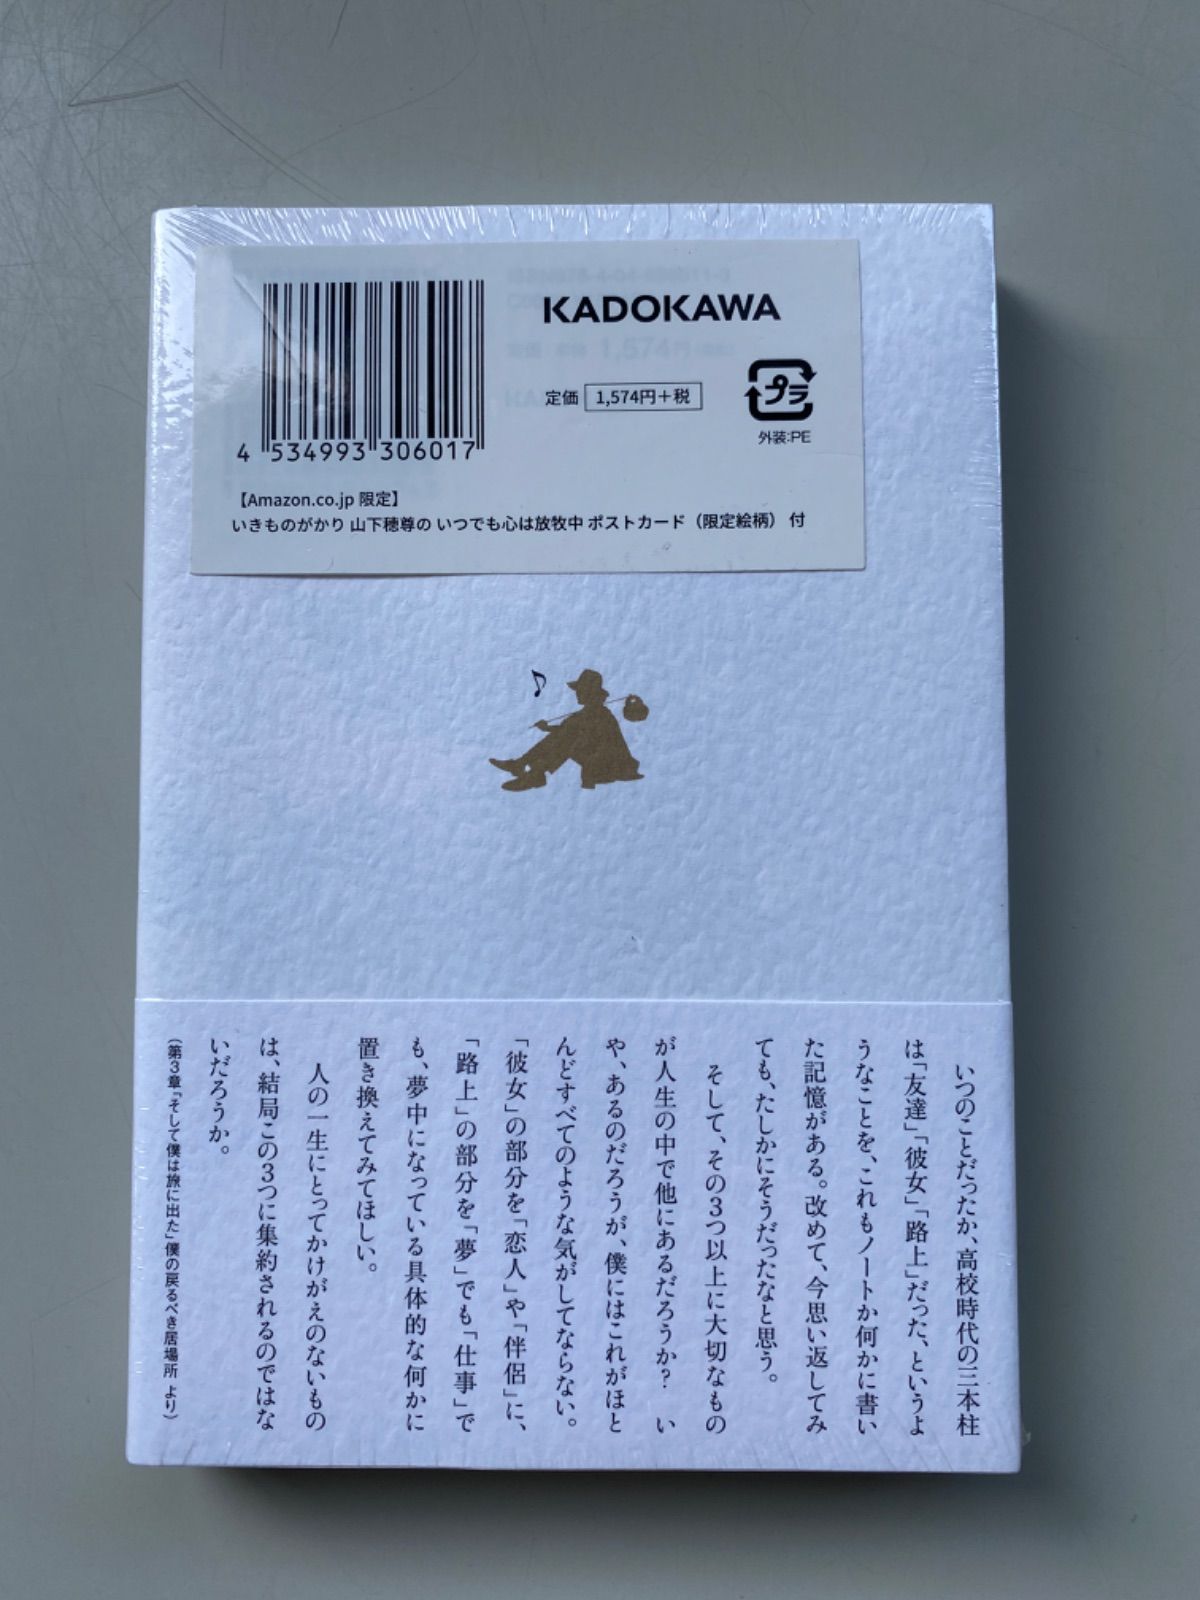 KADOKAWA
定価 1,574円+税
プラ
外装:PE
4 534993 306017
【Amazon.co.jp 限定】
いきものがかり 山下穂尊の いつでも心は放牧中 ポストカード（限定絵柄） 付
いつのことだったか、高校時代の三本柱
は「友達」「彼女」「路上」だった、というよ
うなことを、これもノートか何かに書い
た記憶がある。改めて、今思い返してみ
ても、たしかにそうだったなと思う。
そして、その3つ以上に大切なもの
が人生の中で他にあるだろうか? い
や、あるのだろうが、僕にはこれがほと
んどすべてのような気がしてならない。
「彼女」の部分を「恋人」や「伴侶」に、
「路上」の部分を「夢」でも「仕事」で
も、夢中になっている具体的な何かに
置き換えてみてほしい。
人の一生にとってかけがえのないもの
は、結局この3つに集約されるのではな
いだろうか。
（第3章「そして僕は旅に出た」僕の戻るべき居場所 より）